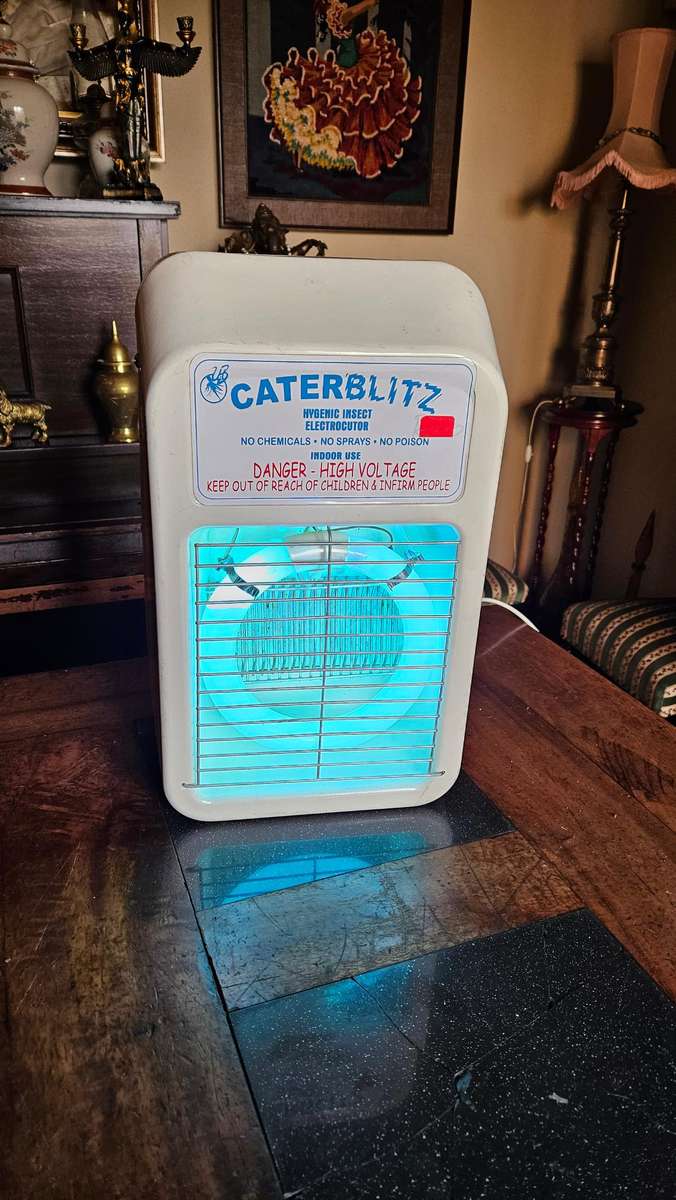 CATERBLITZ
HYGENIC INSECT
ELECTROCUTOR
NO CHEMICALS • NO SPRAYS • NO POISON
INDOOR USE
DANGER - HIGH VOLTAGE
KEEP OUT OF REACH OF CHILDREN & INFIRM PEOPLE